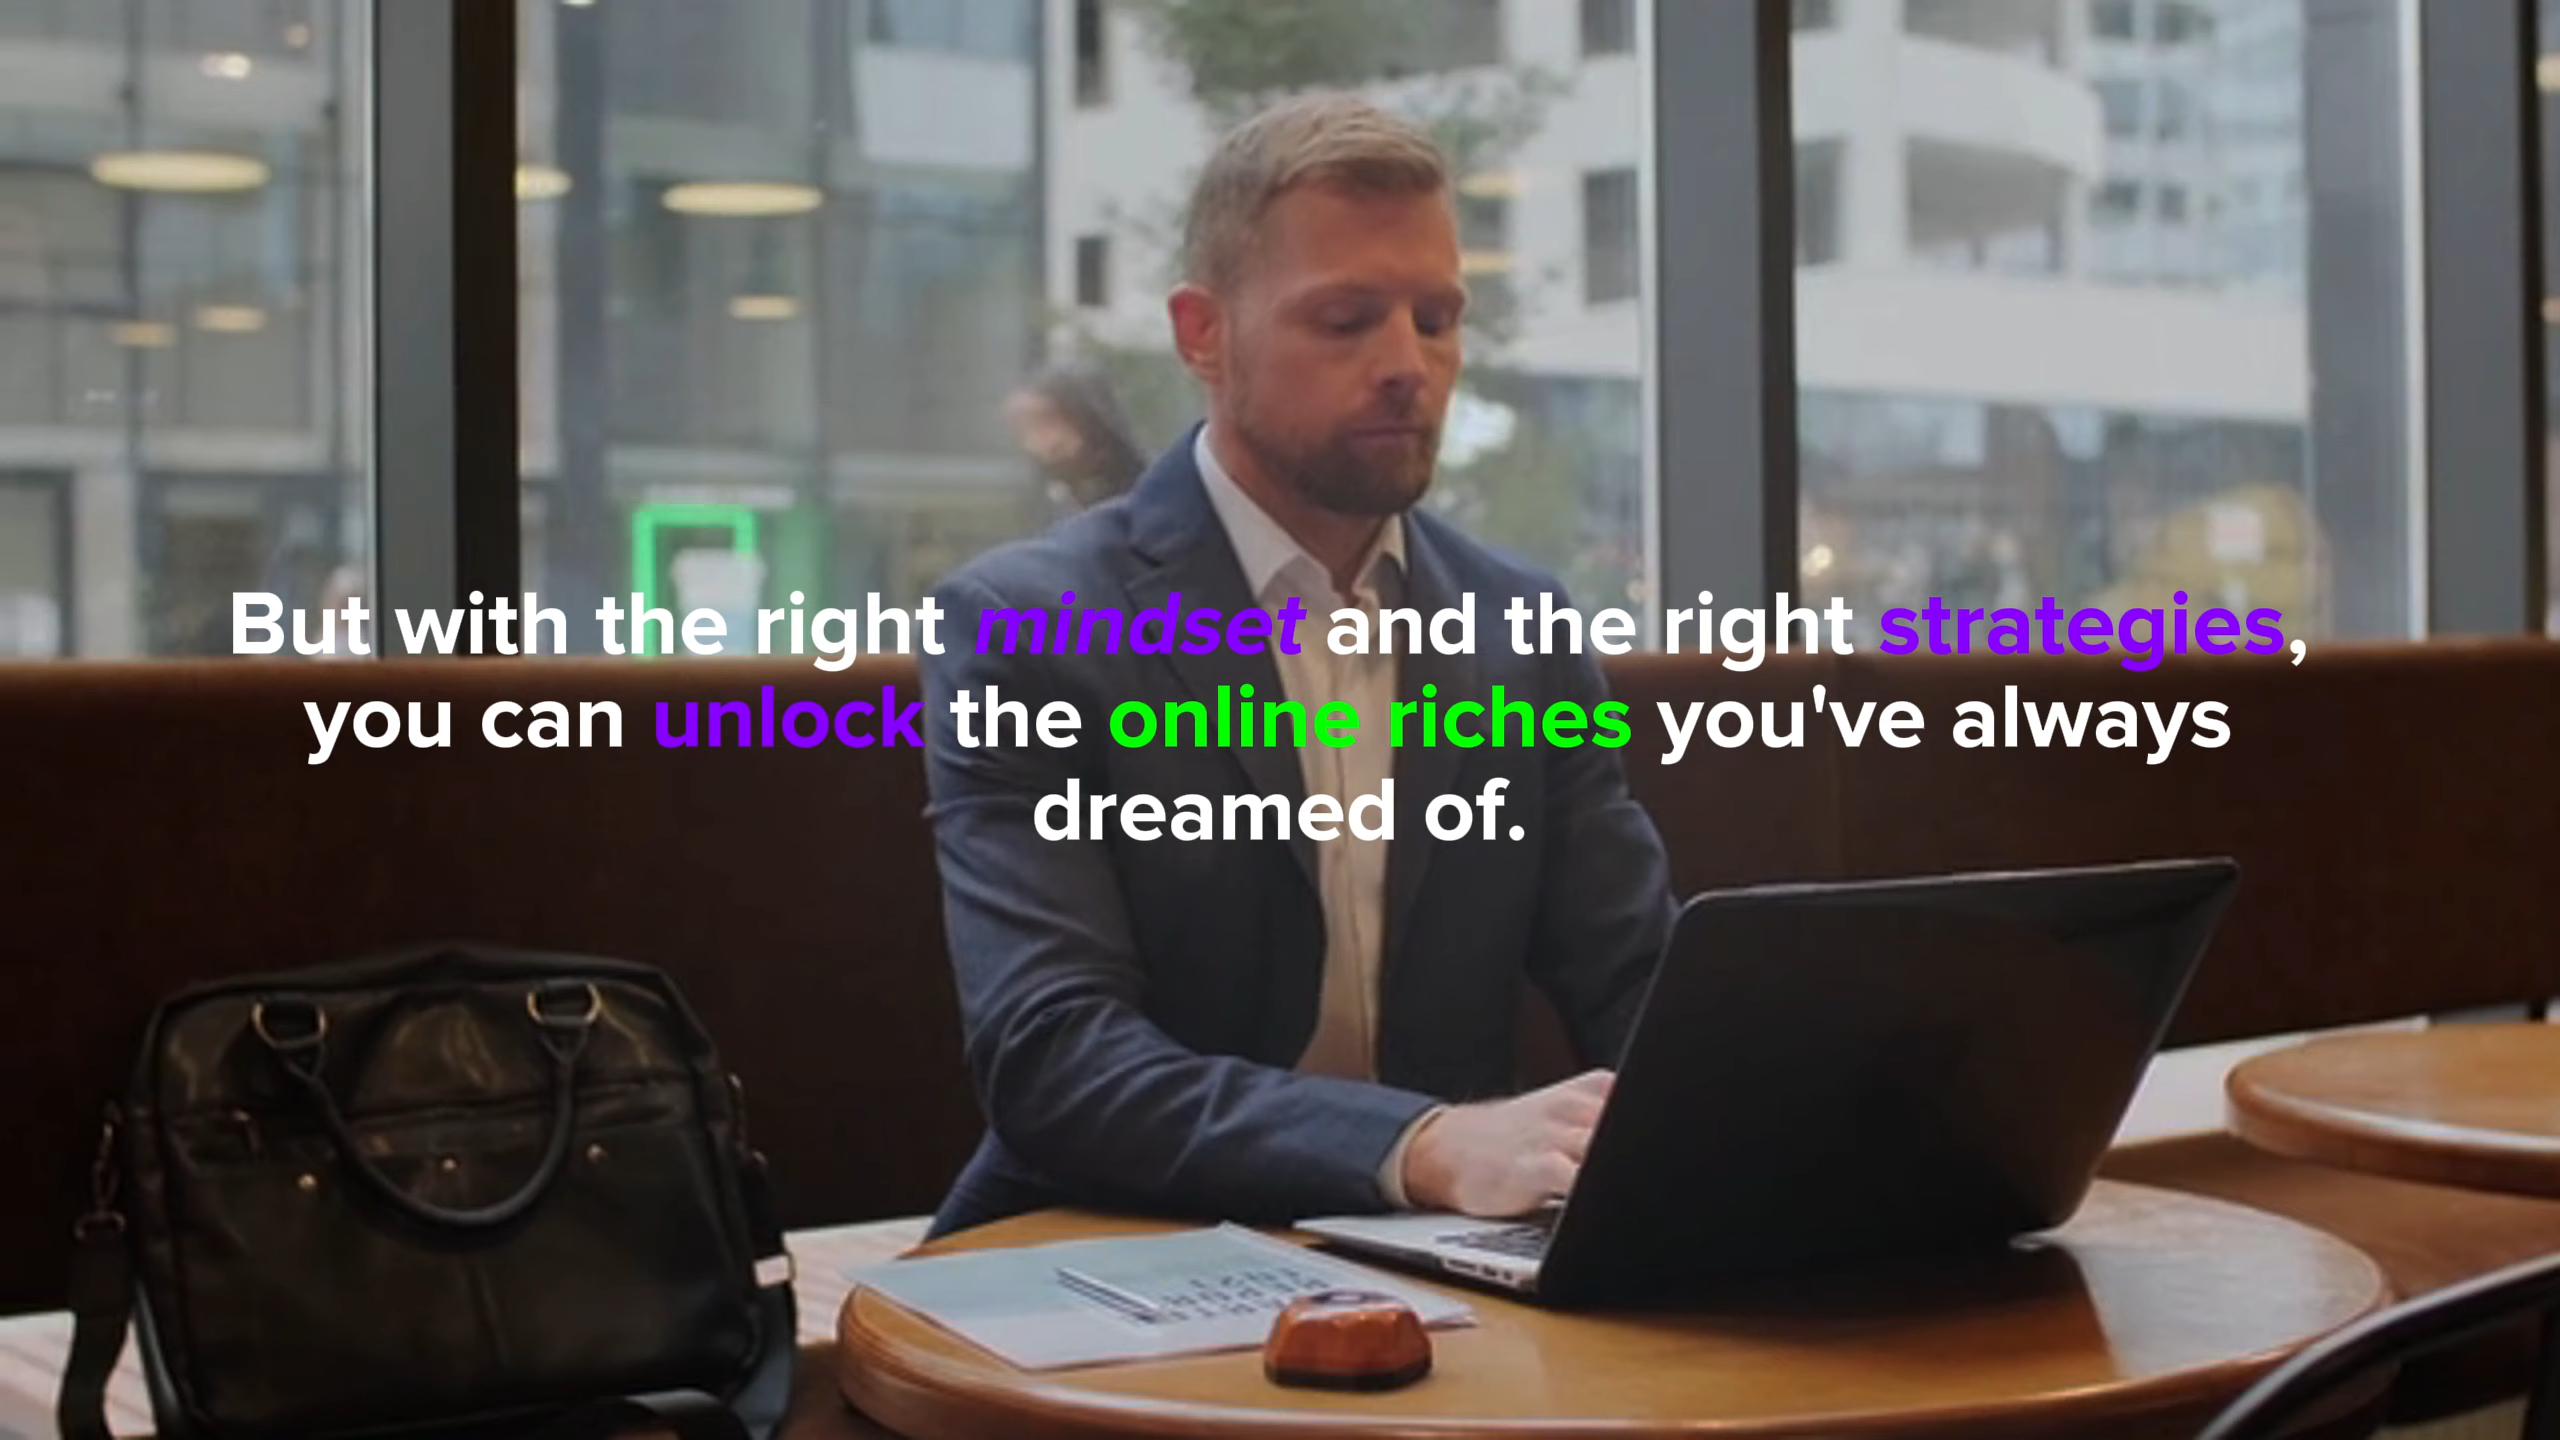 But with the right mindset and the right strategies,
you can unlock the online riches you've always
dreamed of.